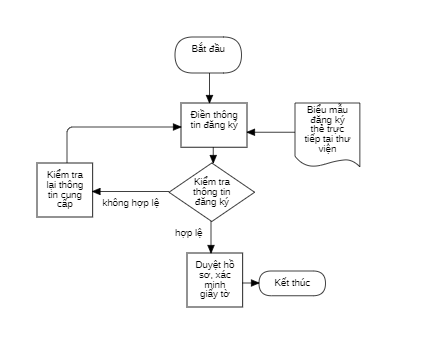 Bắt đầu
Điền thông
tin đăng ký
Biểu mẫu
đăng ký
thẻ trực
tiếp tại thư
viện
Kiểm tra
lại thông
tin cung
cấp
Kiểm tra
thông tin
đăng ký
không hợp lệ
hợp lệ
Duyệt hồ
sơ, xác
minh
giấy tờ
Kết thúc